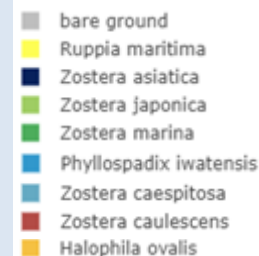 bare ground
Ruppia maritima
Zostera asiatica
Zostera japonica
Zostera marina
Phyllospadix iwatensis
Zostera caespitosa
Zostera caulescens
Halophila ovalis